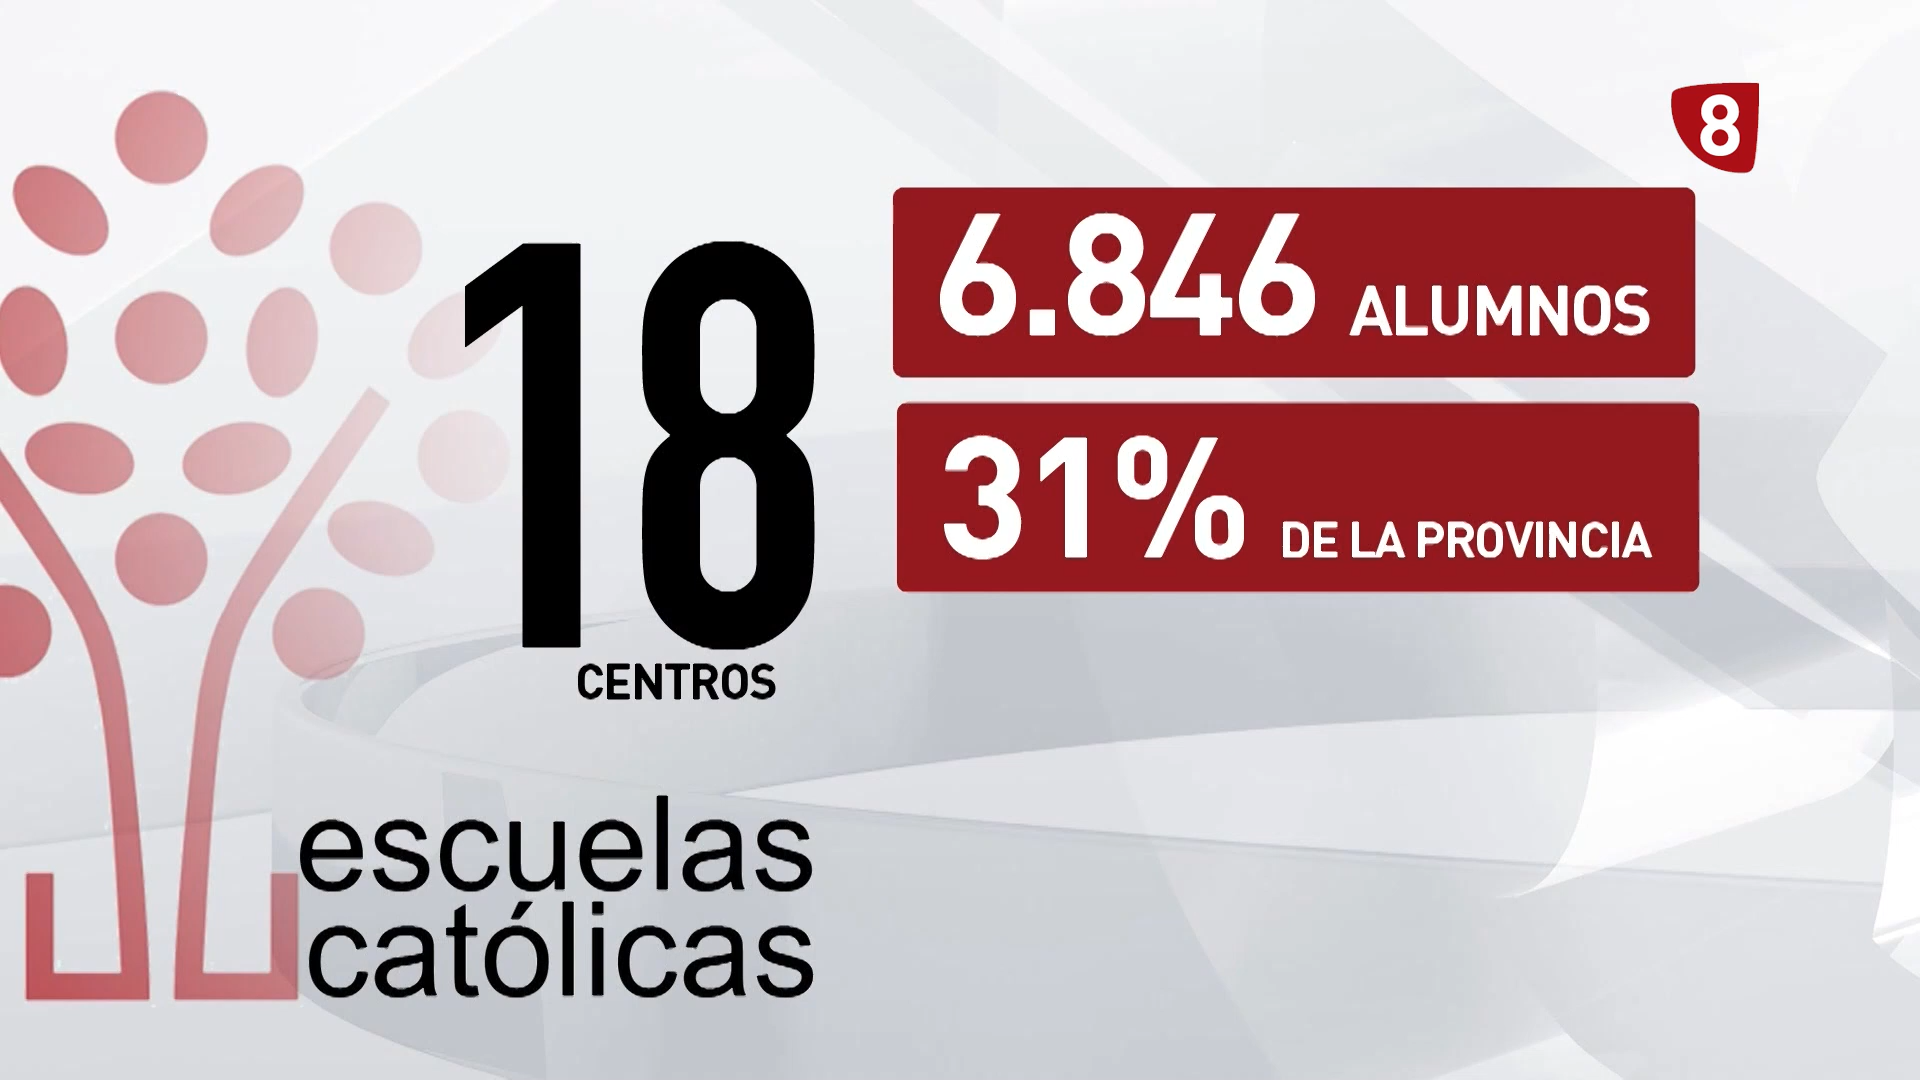 8
18
CENTROS
6.846 ALUMNOS
31% DE LA PROVINCIA
escuelas
católicas